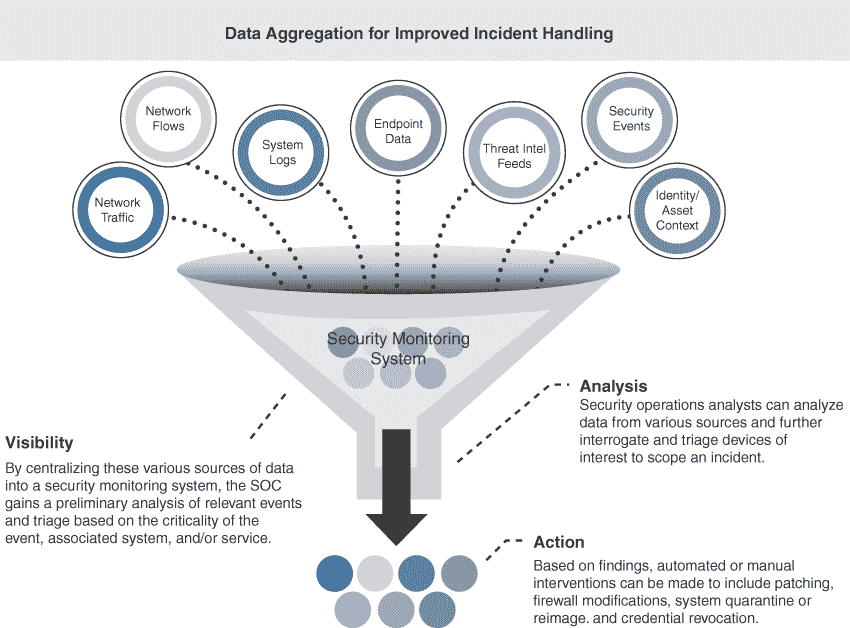 Data Aggregation for Improved Incident Handling
Network
Flows
System
Logs
Endpoint
Data
Threat Intel
Feeds
Security
Events
Network
Traffic
Identity/
Asset
Context
Security Monitoring
System
Analysis
Security operations analysts can analyze
data from various sources and further
interrogate and triage devices of
interest to scope an incident.
Visibility
By centralizing these various sources of data
into a security monitoring system, the SOC
gains a preliminary analysis of relevant events
and triage based on the criticality of the
event, associated system, and/or service.
Action
Based on findings, automated or manual
interventions can be made to include patching,
firewall modifications, system quarantine or
reimage. and credential revocation.